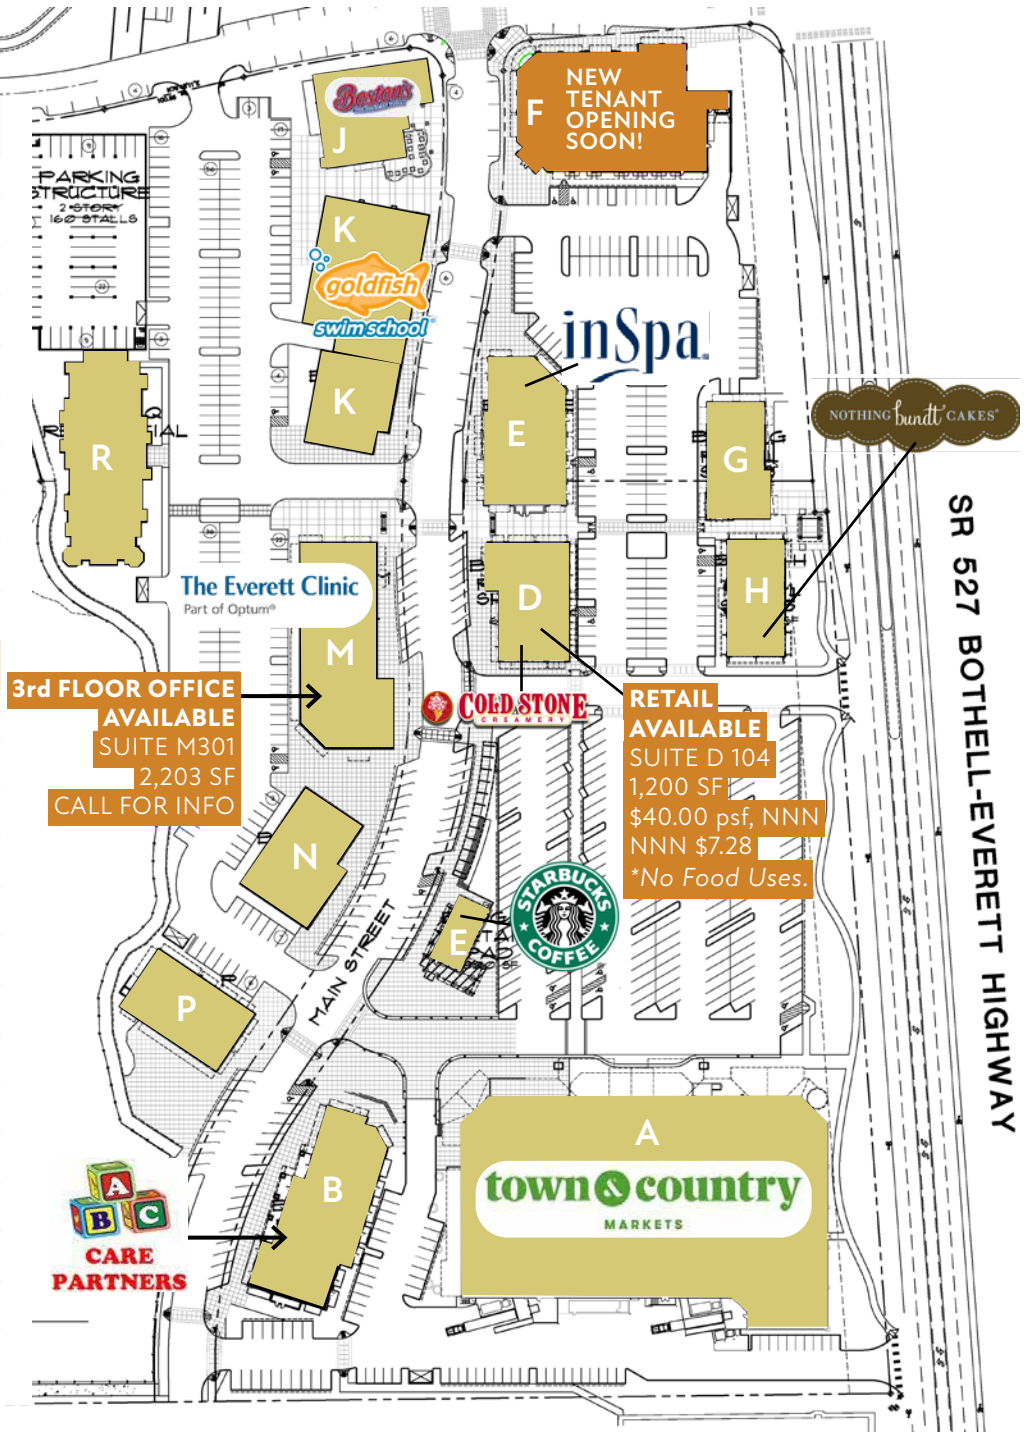 Boston's
J
F
NEW
TENANT
OPENING
SOON!
PARKING
STRUCTURE
2 STORY
160 STALLS
K
goldfish
swim school
K
inSpa
E
G
NOTHING bundt CAKES
R
The Everett Clinic
Part of Optum®
M
D
H
SR 527 BOTHELL-EVERETT HIGHWAY
3rd FLOOR OFFICE
AVAILABLE
SUITE M301
2,203 SF
CALL FOR INFO
COLD STONE
CREAMERY
RETAIL
AVAILABLE
SUITE D 104
1,200 SF
$40.00 psf, NNN
NNN $7.28
*No Food Uses.
N
STARBUCKS
COFFEE
E
MAIN STREET
P
A
town & country
MARKETS
B
A
B C
CARE
PARTNERS